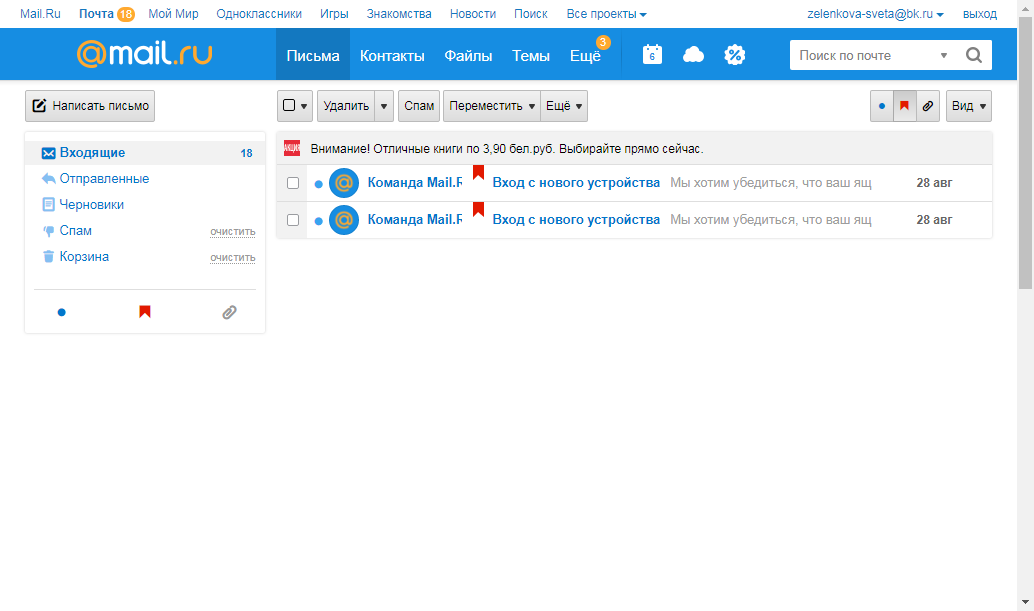 Mail.Ru Почта 18 Мой Мир Одноклассники Игры Знакомства Новости Поиск Все проекты zelenkova-sveta@bk.ru выход
@mail.ru Письма Контакты Файлы Темы Ещё 3 6 % Поиск по почте
Написать письмо Удалить Спам Переместить Ещё Вид
Входящие 18
Отправленные
Черновики
Спам очистить
Корзина очистить
АКЦИЯ Внимание! Отличные книги по 3,90 бел.руб. Выбирайте прямо сейчас.
@ Команда Mail.R Вход с нового устройства Мы хотим убедиться, что ваш ящ 28 авг
@ Команда Mail.R Вход с нового устройства Мы хотим убедиться, что ваш ящ 28 авг